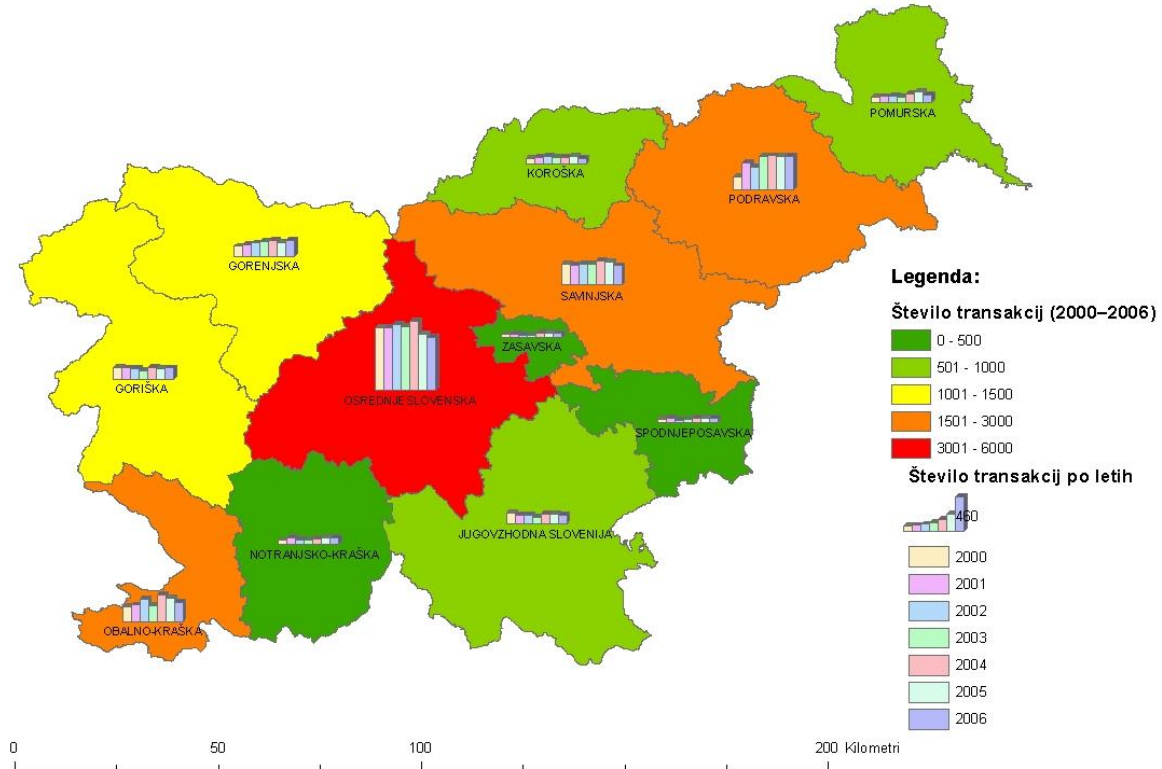 POMURSKA
KOROŠKA
PODRAVSKA
GORENJSKA
SAVINJSKA
ZASAVSKA
GORIŠKA
OSREDNJESLOVENSKA
SPODNJEPOSAVSKA
JUGOVZHODNA SLOVENIJA
NOTRANJSKO-KRAŠKA
OBALNO-KRAŠKA
Legenda:
Število transakcij (2000–2006)
0 - 500
501 - 1000
1001 - 1500
1501 - 3000
3001 - 6000
Število transakcij po letih
460
2000
2001
2002
2003
2004
2005
2006
0 50 100 200 Kilometri